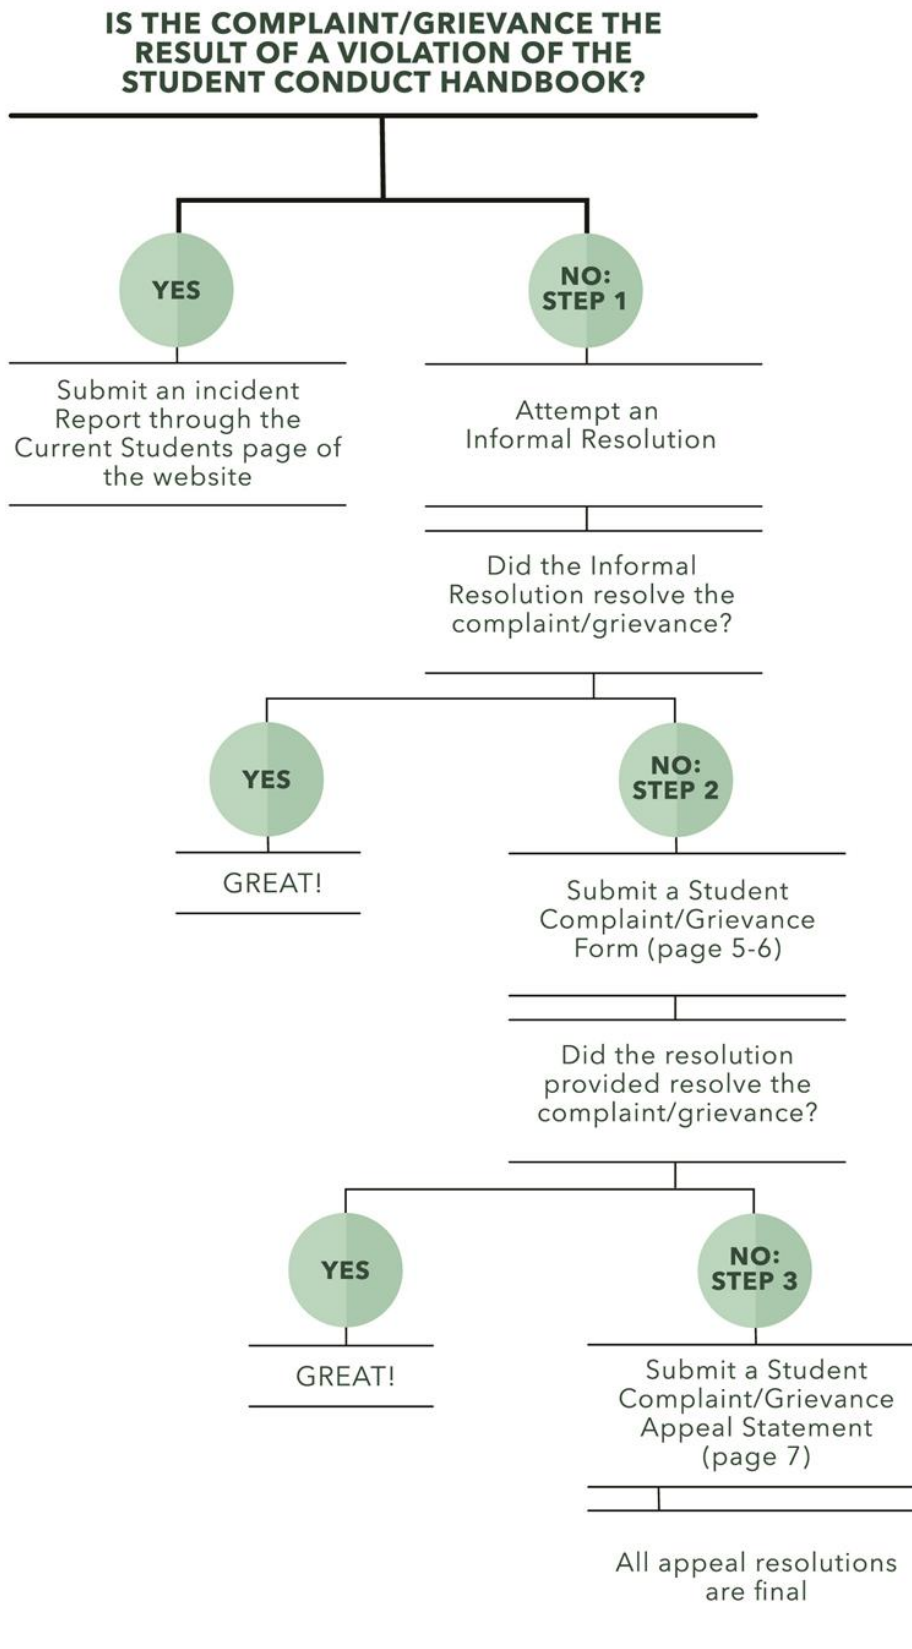 IS THE COMPLAINT/GRIEVANCE THE
RESULT OF A VIOLATION OF THE
STUDENT CONDUCT HANDBOOK?
YES
NO:
STEP 1
Submit an incident
Report through the
Current Students page of
the website
Attempt an
Informal Resolution
Did the Informal
Resolution resolve the
complaint/grievance?
YES
NO:
STEP 2
GREAT!
Submit a Student
Complaint/Grievance
Form (page 5-6)
Did the resolution
provided resolve the
complaint/grievance?
YES
NO:
STEP 3
GREAT!
Submit a Student
Complaint/Grievance
Appeal Statement
(page 7)
All appeal resolutions
are final